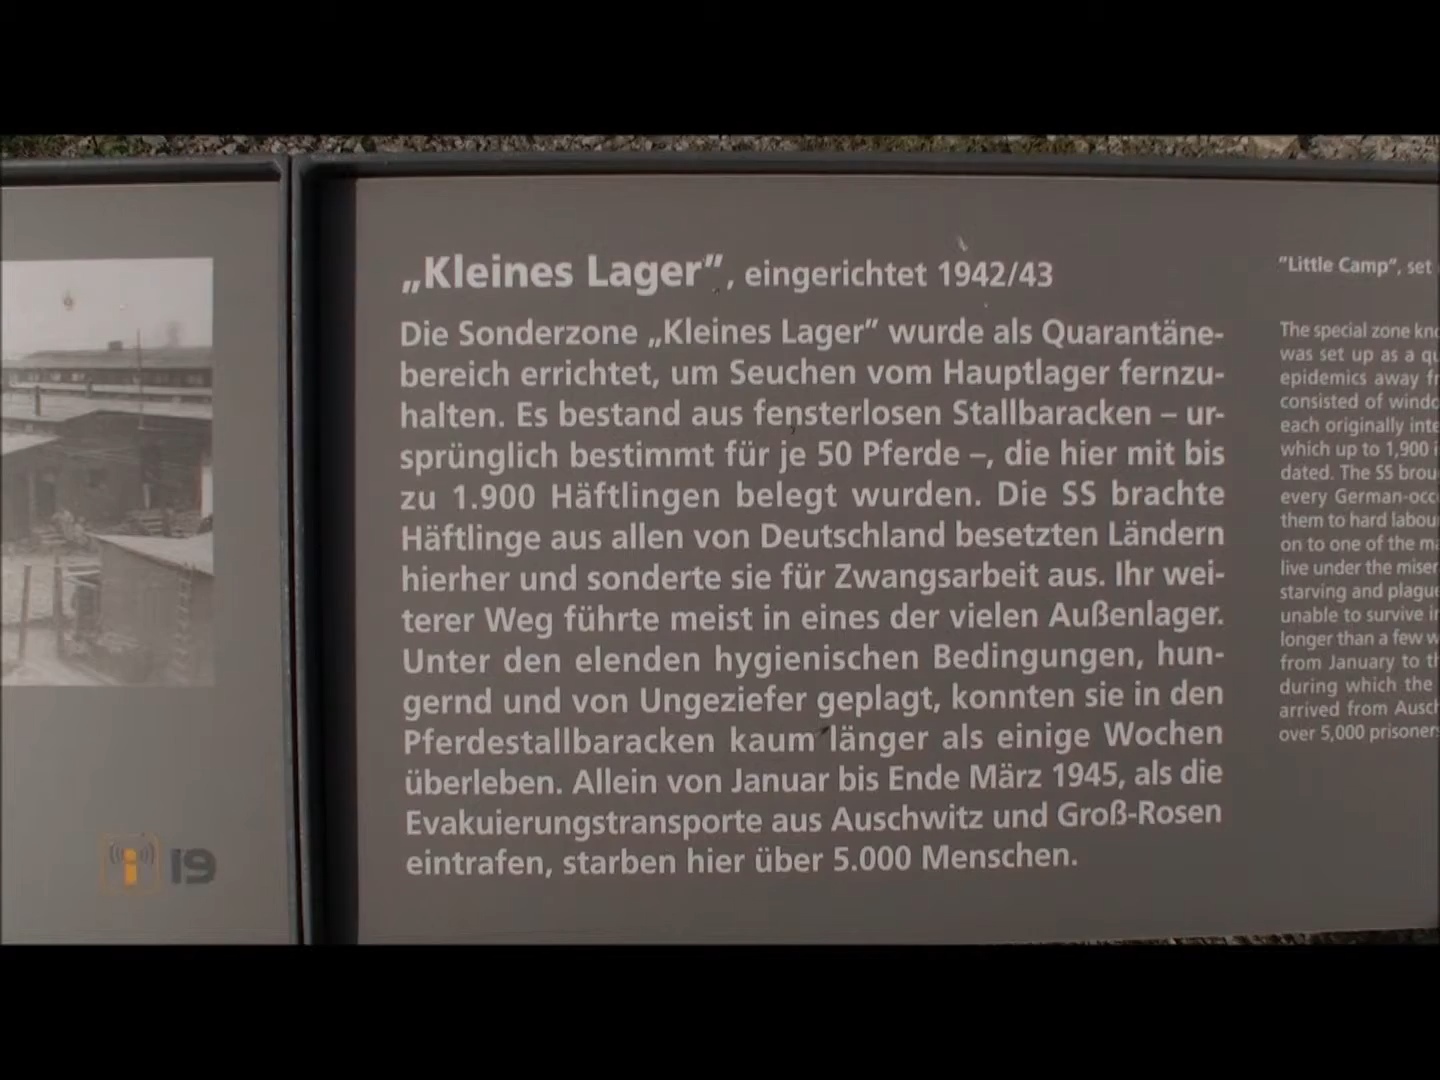 „Kleines Lager”, eingerichtet 1942/43
Die Sonderzone „Kleines Lager” wurde als Quarantäne-
bereich errichtet, um Seuchen vom Hauptlager fernzu-
halten. Es bestand aus fensterlosen Stallbaracken – ur-
sprünglich bestimmt für je 50 Pferde –, die hier mit bis
zu 1.900 Häftlingen belegt wurden. Die SS brachte
Häftlinge aus allen von Deutschland besetzten Ländern
hierher und sonderte sie für Zwangsarbeit aus. Ihr wei-
terer Weg führte meist in eines der vielen Außenlager.
Unter den elenden hygienischen Bedingungen, hun-
gernd und von Ungeziefer geplagt, konnten sie in den
Pferdestallbaracken kaum länger als einige Wochen
überleben. Allein von Januar bis Ende März 1945, als die
Evakuierungstransporte aus Auschwitz und Groß-Rosen
eintrafen, starben hier über 5.000 Menschen.
"Little Camp", set
The special zone kno
was set up as a qu
epidemics away fr
consisted of windo
each originally inte
which up to 1,900 i
dated. The SS brou
every German-occ
them to hard labou
on to one of the ma
live under the miser
starving and plague
unable to survive in
longer than a few w
from January to th
during which the
arrived from Ausch
over 5,000 prisoner
i 19